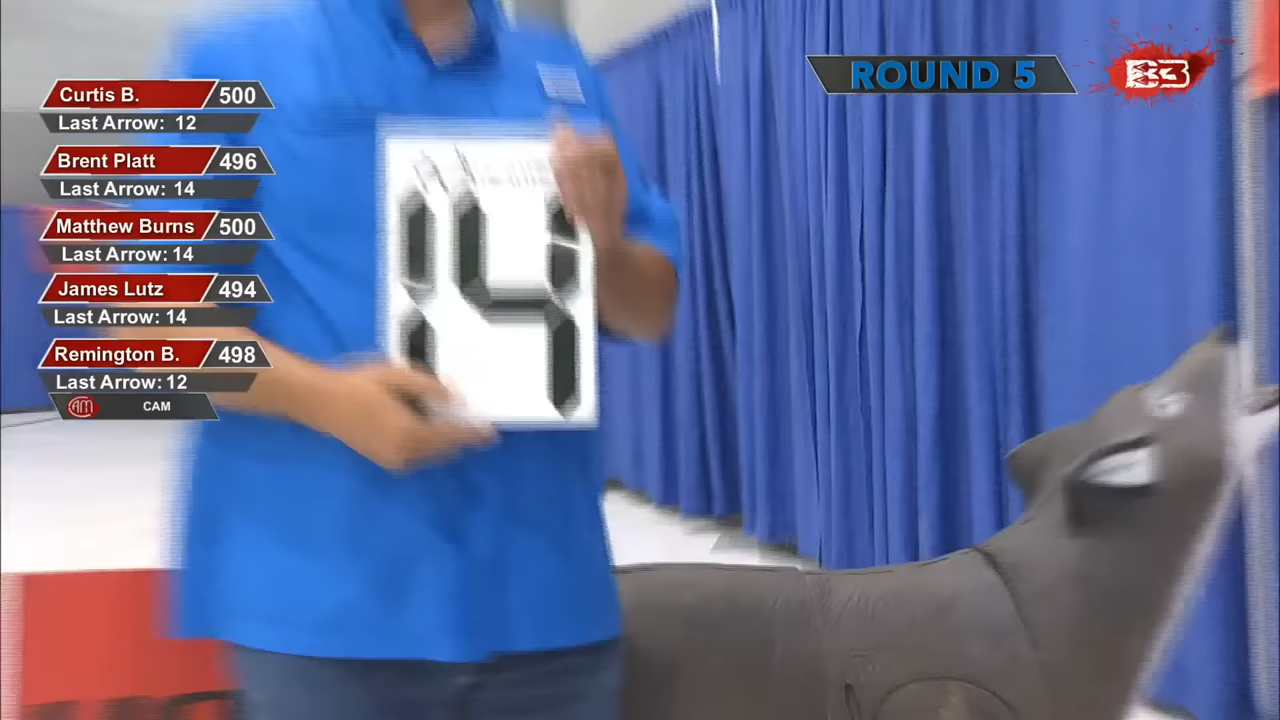 Curtis B. 500
Last Arrow: 12
Brent Platt 496
Last Arrow: 14
Matthew Burns 500
Last Arrow: 14
James Lutz 494
Last Arrow: 14
Remington B. 498
Last Arrow: 12
AM CAM
ROUND 5
B3
14